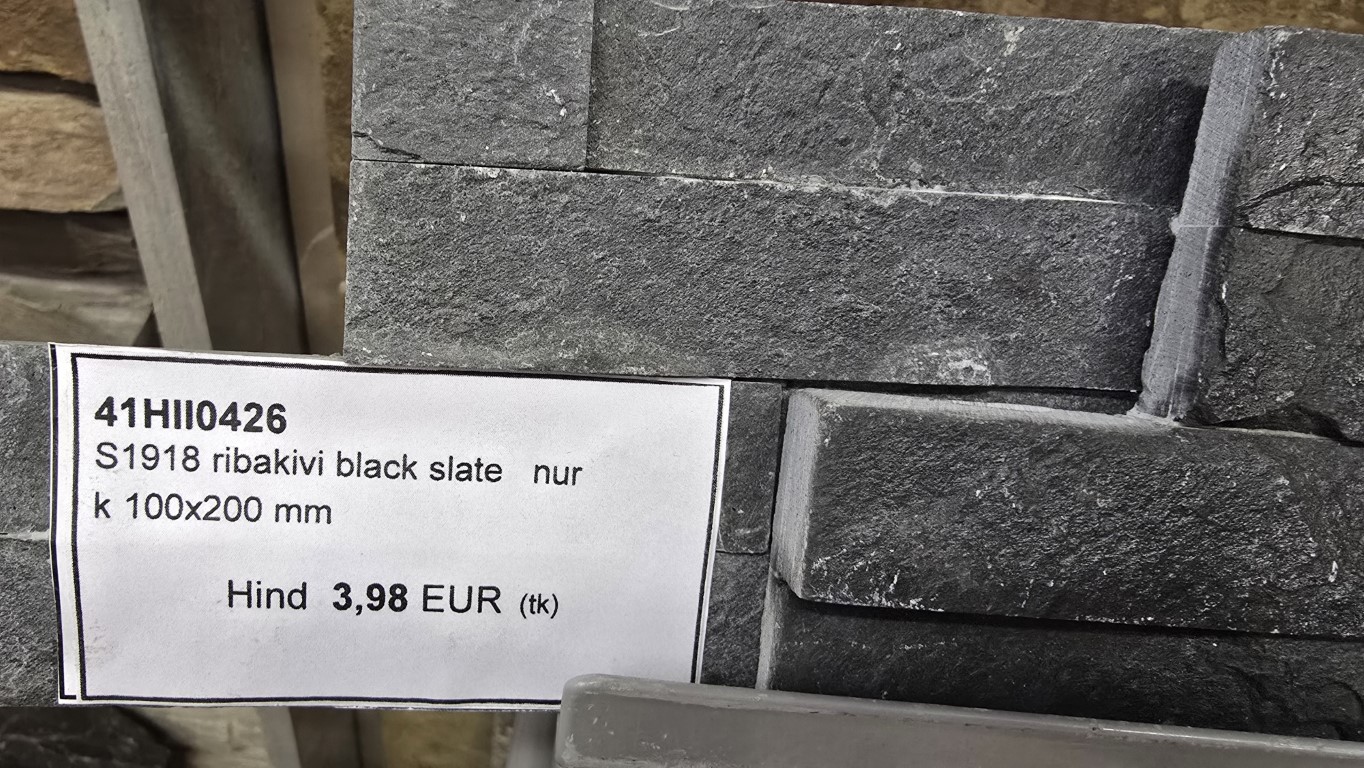 41HII0426
S1918 ribakivi black slate nur
k 100x200 mm
Hind 3,98 EUR (tk)